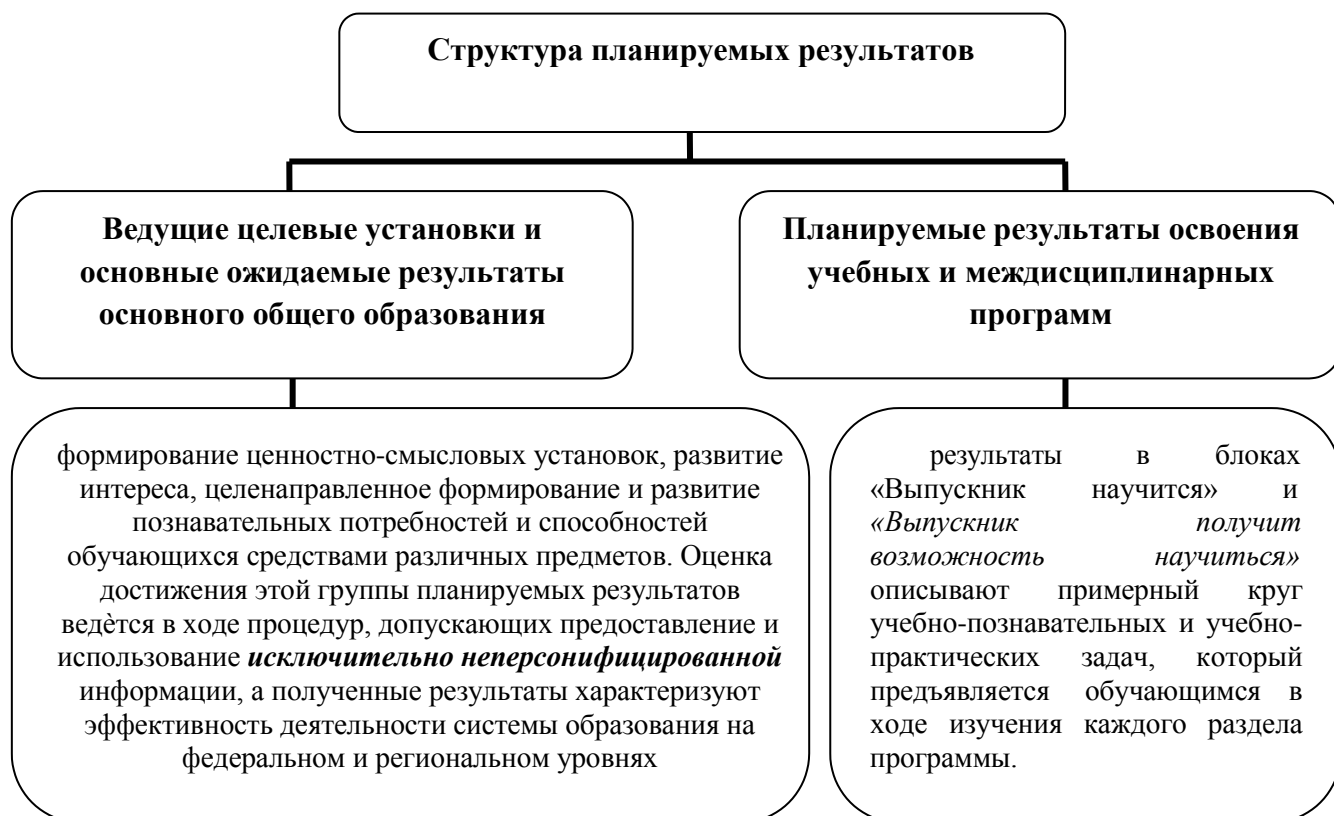 Структура планируемых результатов
Ведущие целевые установки и
основные ожидаемые результаты
основного общего образования
Планируемые результаты освоения
учебных и междисциплинарных
программ
формирование ценностно-смысловых установок, развитие
интереса, целенаправленное формирование и развитие
познавательных потребностей и способностей
обучающихся средствами различных предметов. Оценка
достижения этой группы планируемых результатов
ведѐтся в ходе процедур, допускающих предоставление и
использование исключительно неперсонифицированной
информации, а полученные результаты характеризуют
эффективность деятельности системы образования на
федеральном и региональном уровнях
результаты в блоках
«Выпускник научится» и
«Выпускник получит
возможность научиться»
описывают примерный круг
учебно-познавательных и учебно-
практических задач, который
предъявляется обучающимся в
ходе изучения каждого раздела
программы.